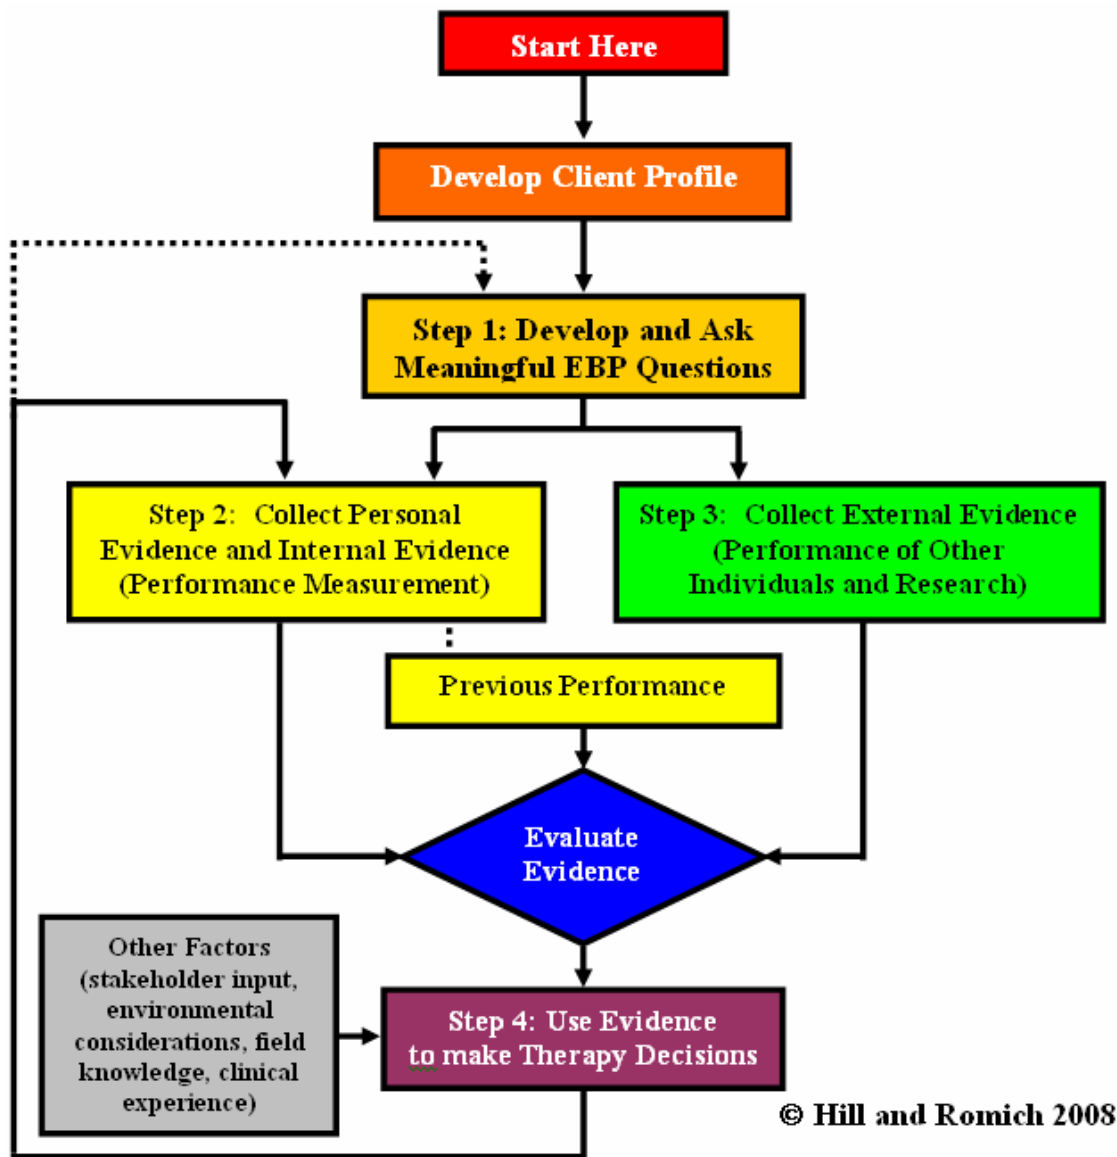 Start Here
Develop Client Profile
Step 1: Develop and Ask
Meaningful EBP Questions
Step 2:  Collect Personal
Evidence and Internal Evidence
(Performance Measurement)
Step 3:  Collect External Evidence
(Performance of Other
Individuals and Research)
Previous Performance
Evaluate
Evidence
Other Factors
(stakeholder input,
environmental
considerations, field
knowledge, clinical
experience)
Step 4: Use Evidence
to make Therapy Decisions
© Hill and Romich 2008